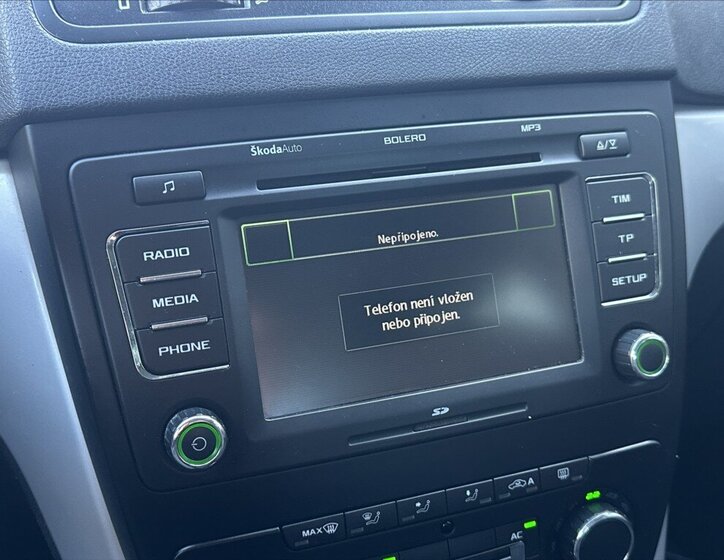 ŠkodaAuto
BOLERO
MP3
RADIO
MEDIA
PHONE
Nepřipojeno.
Telefon není vložen
nebo připojen.
TIM
TP
SETUP
SD
MAX
A
AC